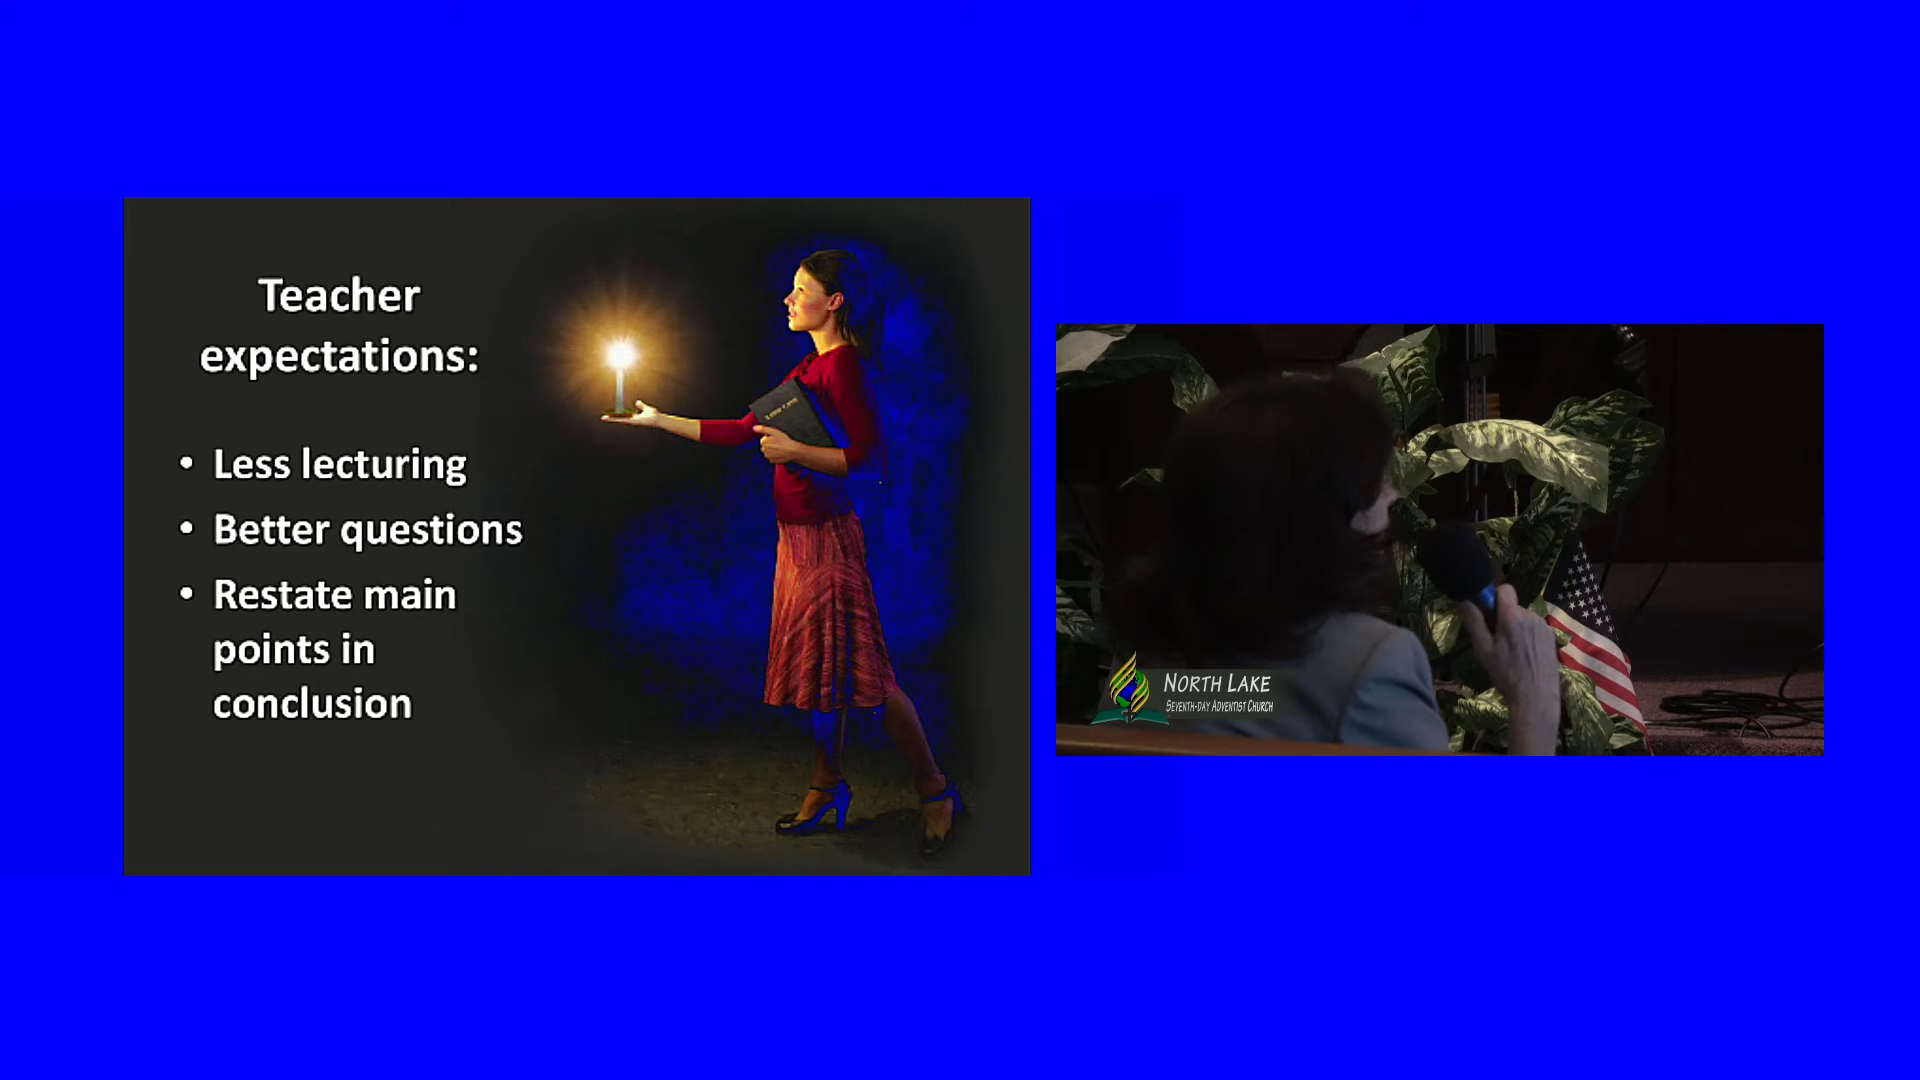 Teacher
expectations:
• Less lecturing
• Better questions
• Restate main
points in
conclusion
NORTH LAKE
SEVENTH-DAY ADVENTIST CHURCH